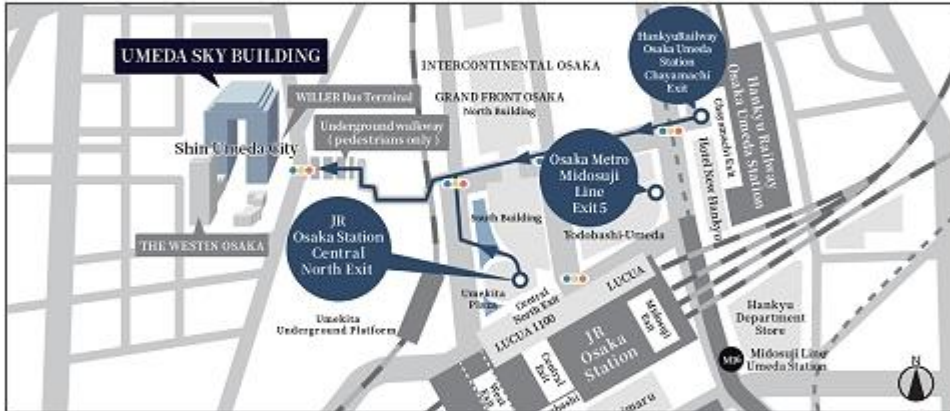 UMEDA SKY BUILDING
WILLER Bus Terminal
Underground walkway
( pedestrians only )
Shin Umeda City
THE WESTIN OSAKA
INTERCONTINENTAL OSAKA
GRAND FRONT OSAKA
North Building
HankyuRailway
Osaka Umeda
Station
Chayamachi
Exit
Chayamachi Exit
Hankyu Railway
Osaka Umeda Station
Hotel New Hankyu
Osaka Metro
Midosuji
Line
Exit 5
Yodobashi-Umeda
South Building
JR
Osaka Station
Central
North Exit
Umekita
Plaza
Umekita
Underground Platform
Central
North Exit
LUCUA
LUCUA 1100
JR
Osaka
Station
Midosuji
Exit
Central
Exit
West
Exit
Hankyu
Department
Store
M16
Midosuji Line
Umeda Station
N